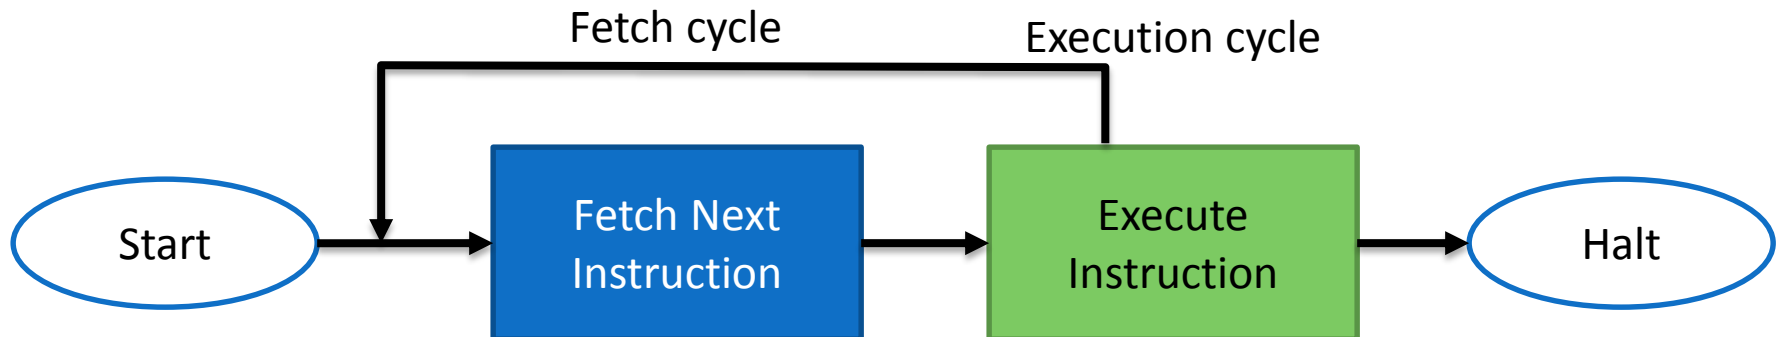 Fetch cycle
Execution cycle
Start
Fetch Next
Instruction
Execute
Instruction
Halt